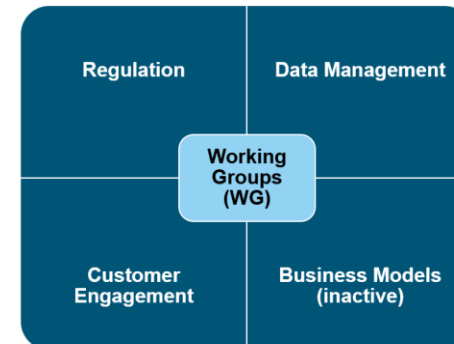 Regulation
Data Management
Working
Groups
(WG)
Customer
Engagement
Business Models
(inactive)